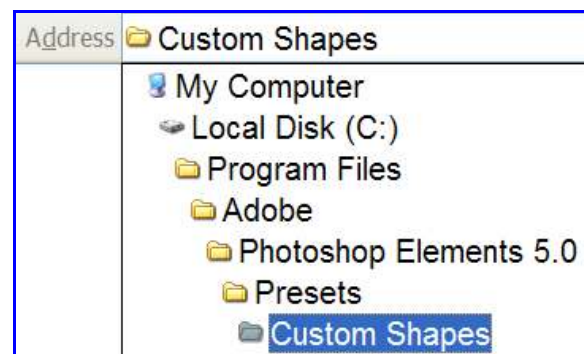 Address Custom Shapes
My Computer
Local Disk (C:)
Program Files
Adobe
Photoshop Elements 5.0
Presets
Custom Shapes